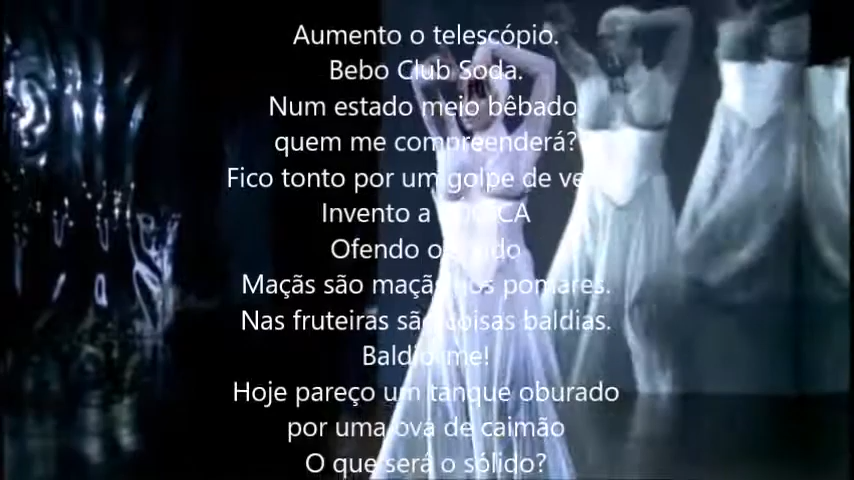 Aumento o telescópio.
Bebo Club Soda.
Num estado meio bêbado
quem me compreenderá?
Fico tonto por um golpe de
Invento a
Ofendo o
Maçãs são maçãs nos pomares.
Nas fruteiras são coisas baldias.
Baldio-me!
Hoje pareço um tanque oburado
por uma ova de caimão
O que será o sólido?